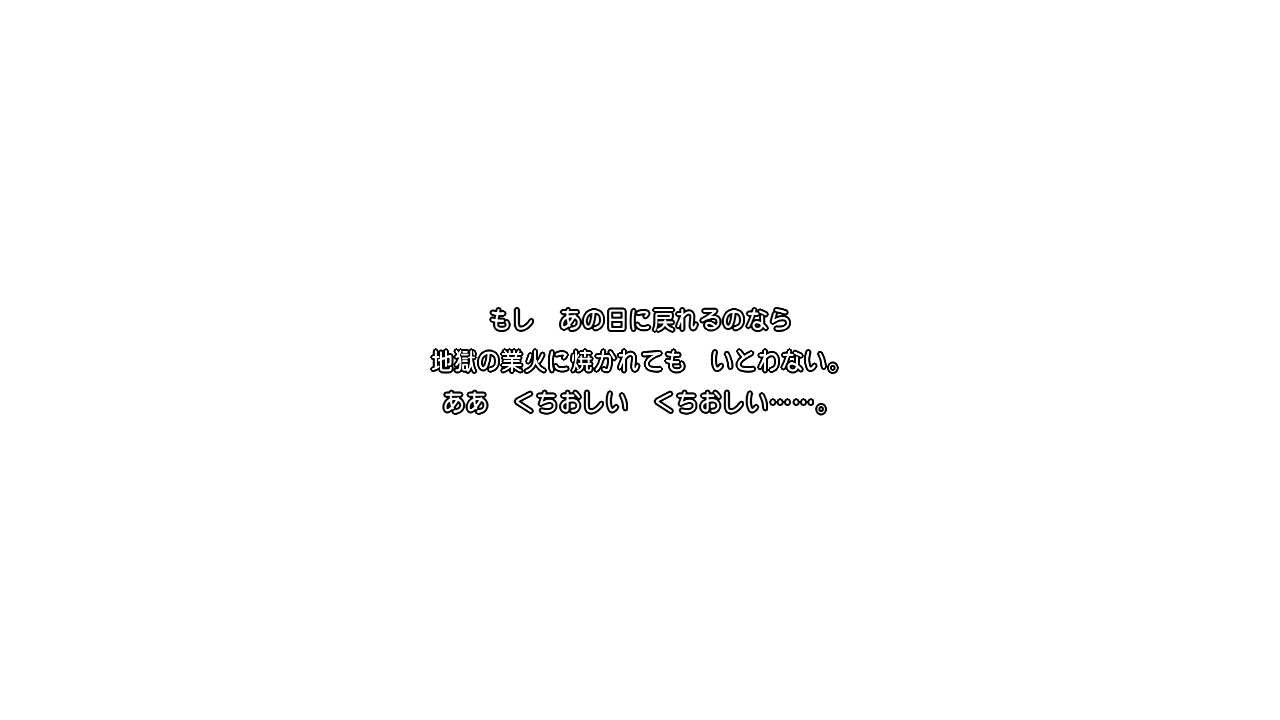 もし　あの日に戻れるのなら
地獄の業火に焼かれても　いとわない。
ああ　くちおしい　くちおしい……。